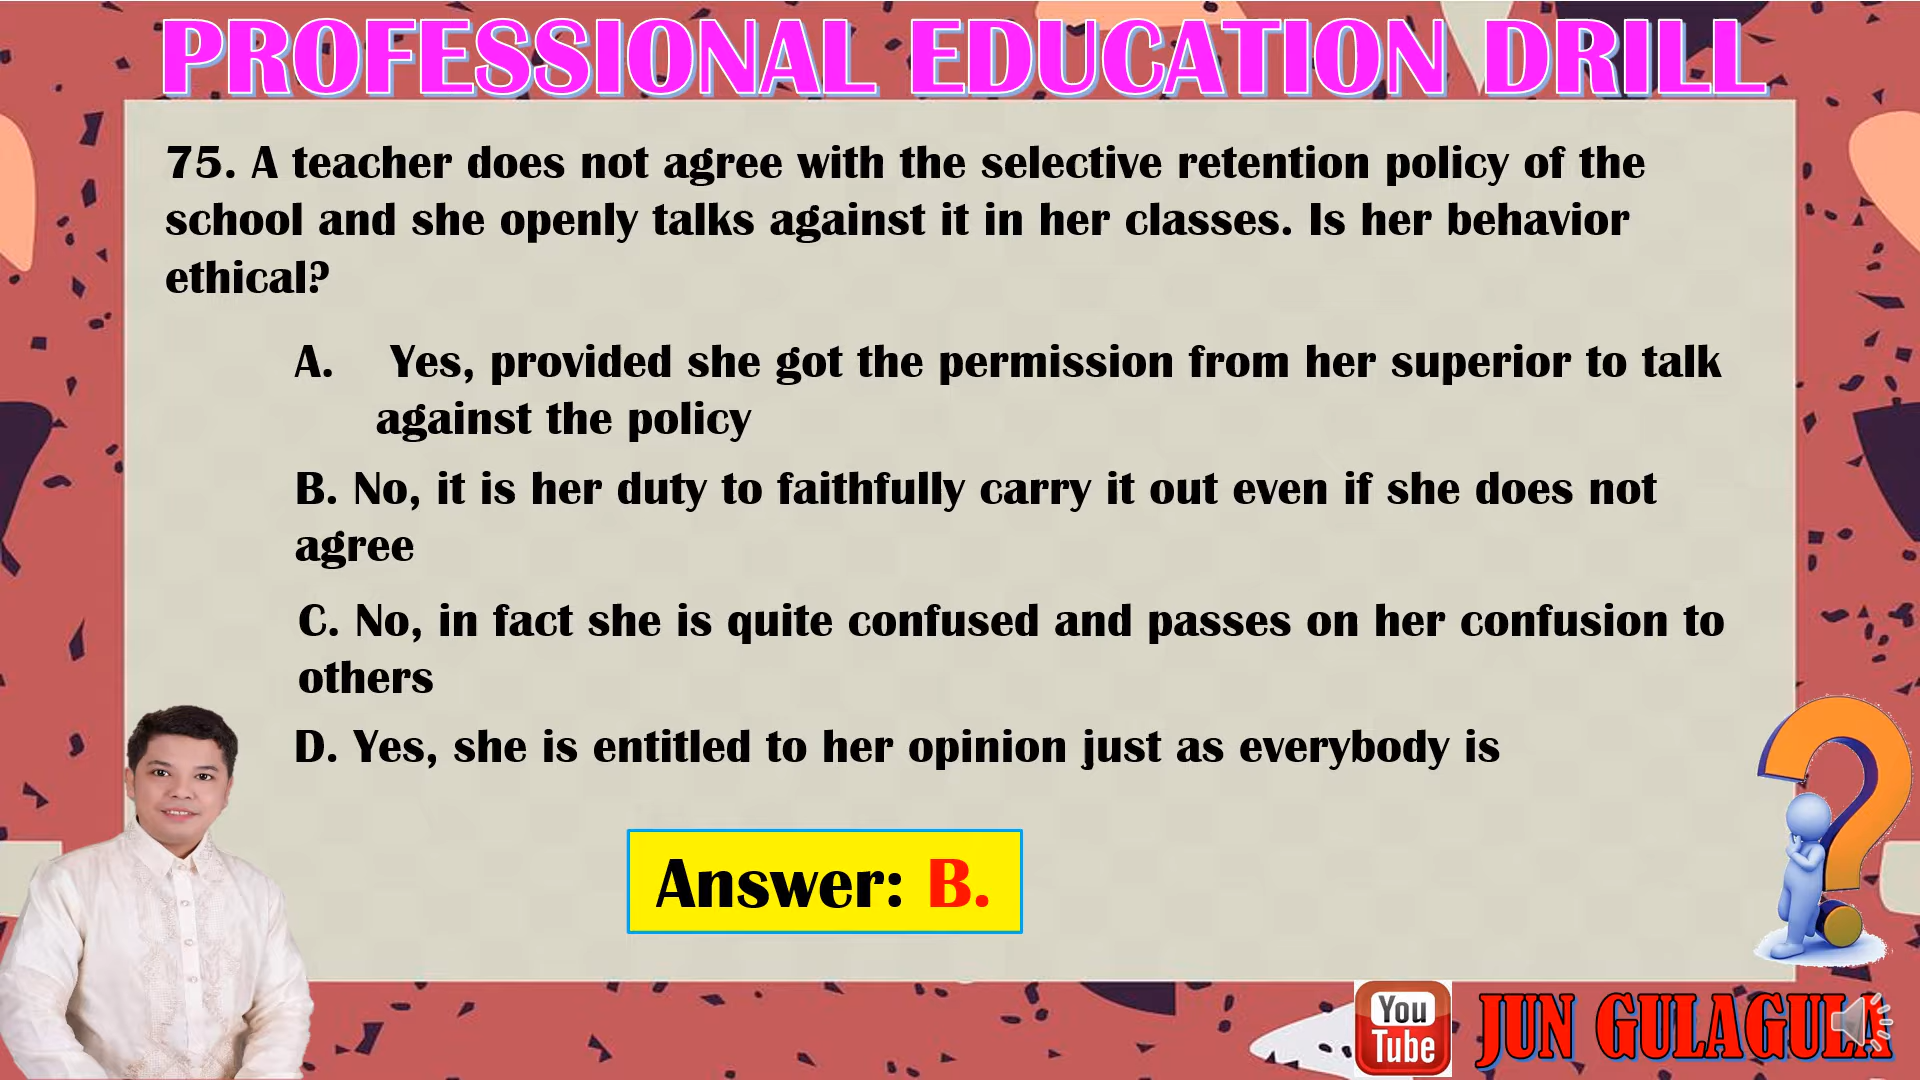 PROFESSIONAL EDUCATION DRILL
75. A teacher does not agree with the selective retention policy of the
school and she openly talks against it in her classes. Is her behavior
ethical?
A. Yes, provided she got the permission from her superior to talk
against the policy
B. No, it is her duty to faithfully carry it out even if she does not
agree
C. No, in fact she is quite confused and passes on her confusion to
others
D. Yes, she is entitled to her opinion just as everybody is
Answer: B.
You
Tube
JUN GULAGULA